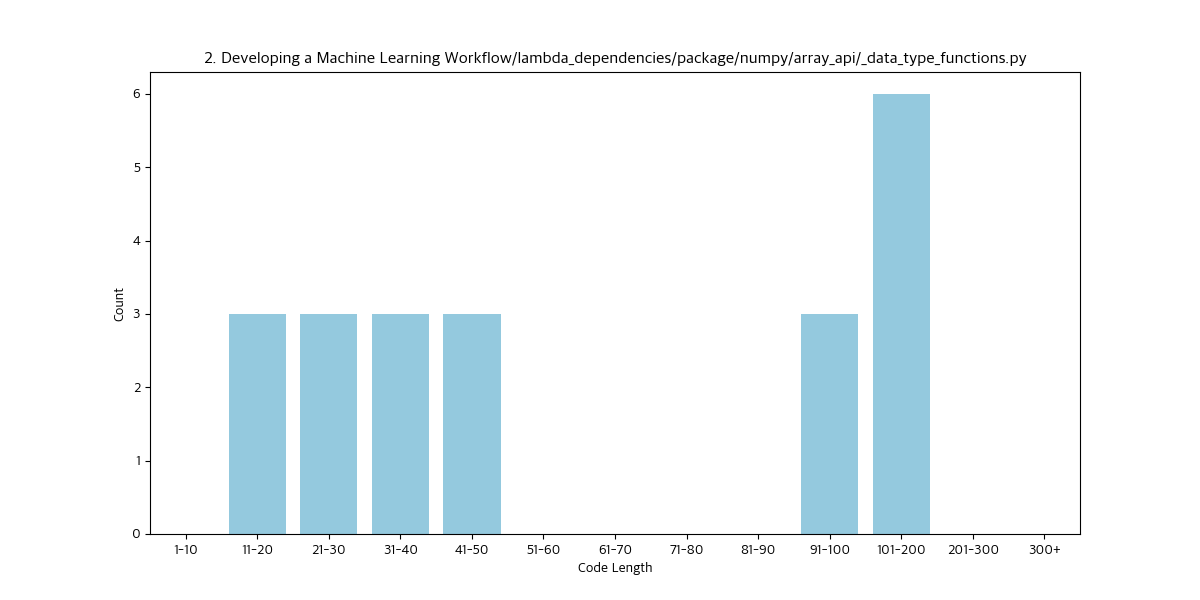 2. Developing a Machine Learning Workflow/lambda_dependencies/package/numpy/array_api/_data_type_functions.py
6
5
4
3
2
1
0
Count
1-10 11-20 21-30 31-40 41-50 51-60 61-70 71-80 81-90 91-100 101-200 201-300 300+
Code Length